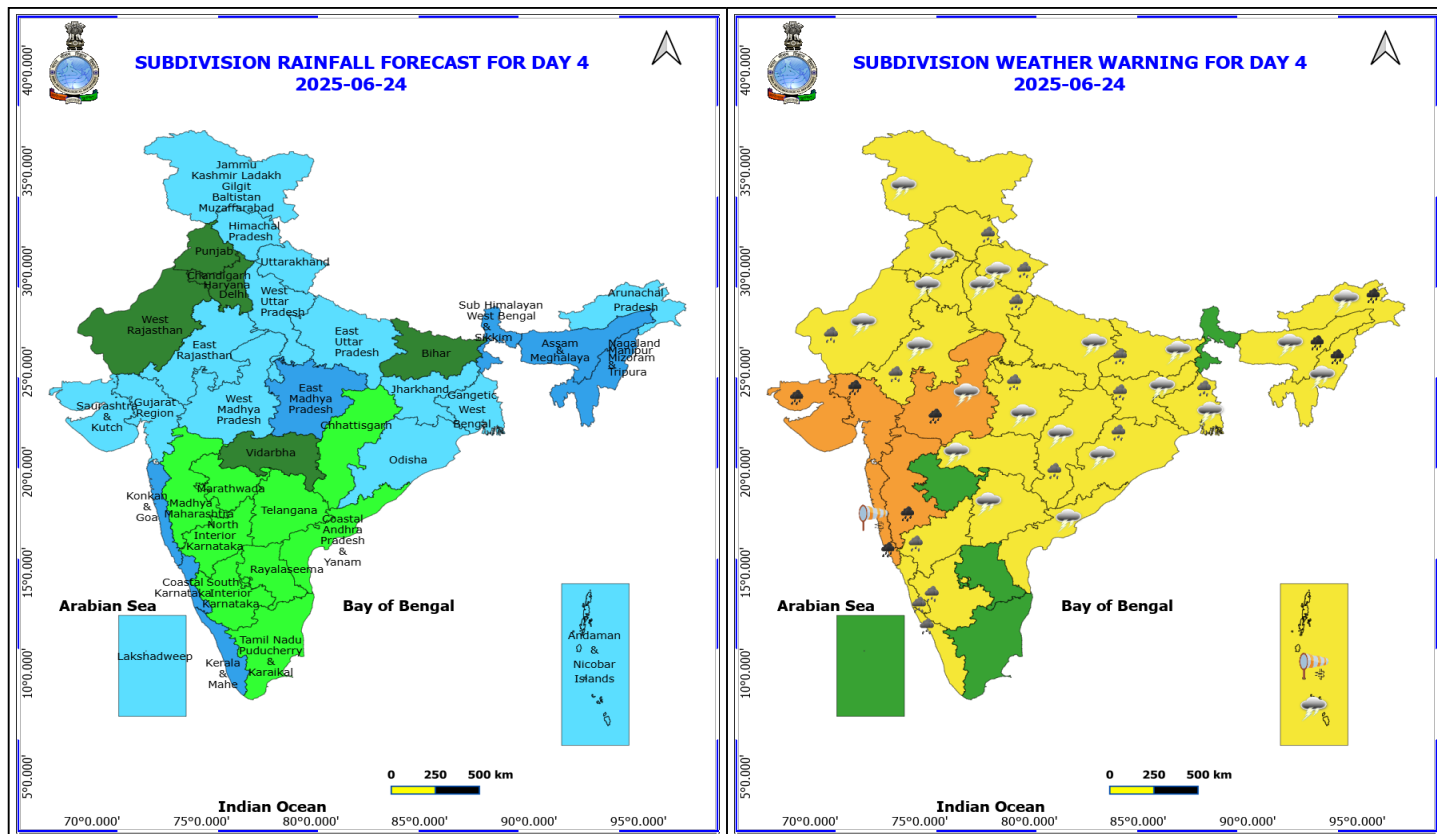 SUBDIVISION RAINFALL FORECAST FOR DAY 4
2025-06-24
40°0.000'
35°0.000'
30°0.000'
25°0.000'
20°0.000'
15°0.000'
10°0.000'
5°0.000'
Jammu
Kashmir Ladakh
Gilgit
Baltistan
Muzaffarabad
Himachal
Pradesh
Punjab
Uttarakhand
Chandigarh
Haryana
Delhi
West
Uttar
Pradesh
West
Rajasthan
East
Rajasthan
East
Uttar
Pradesh
Bihar
Sub Himalayan
West Bengal
&
Sikkim
Arunachal
Pradesh
Assam
&
Meghalaya
Nagaland
Manipur
Mizoram
&
Tripura
Saurashtra
&
Kutch
Gujarat
Region
West
Madhya
Pradesh
East
Madhya
Pradesh
Jharkhand
Gangetic
West
Bengal
Chhattisgarh
Odisha
Vidarbha
Konkan
&
Goa
Marathwada
Madhya
Maharashtra
Telangana
North
Interior
Karnataka
Coastal
Andhra
Pradesh
&
Yanam
Rayalaseema
Coastal
Karnataka
South
Interior
Karnataka
Tamil Nadu
Puducherry
&
Karaikal
Kerala
&
Mahe
Lakshadweep
Andaman
&
Nicobar
Islands
Arabian Sea
Bay of Bengal
Indian Ocean
0 250 500 km
70°0.000' 75°0.000' 80°0.000' 85°0.000' 90°0.000' 95°0.000'
SUBDIVISION WEATHER WARNING FOR DAY 4
2025-06-24
40°0.000'
35°0.000'
30°0.000'
25°0.000'
20°0.000'
15°0.000'
10°0.000'
5°0.000'
Arabian Sea
Bay of Bengal
Indian Ocean
0 250 500 km
70°0.000' 75°0.000' 80°0.000' 85°0.000' 90°0.000' 95°0.000'